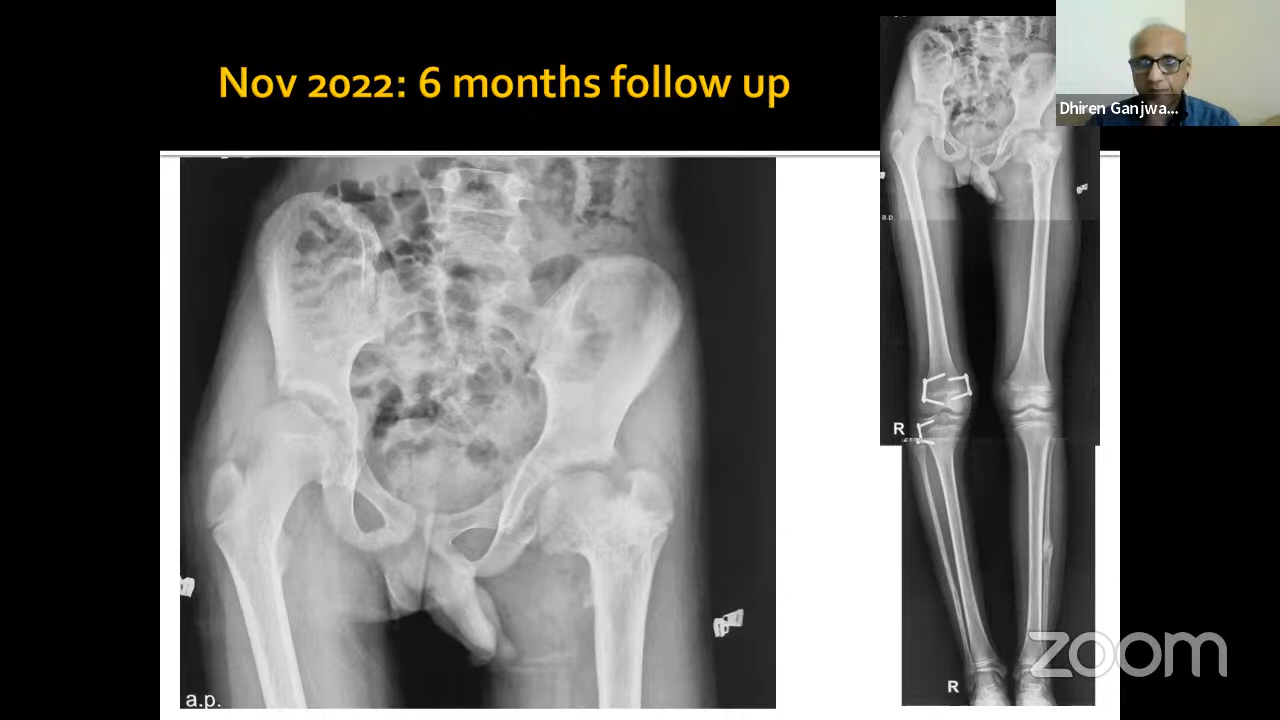 Nov 2022: 6 months follow up
Dhiren Ganjwa...
a.p.
R
a.p.
R
zoom